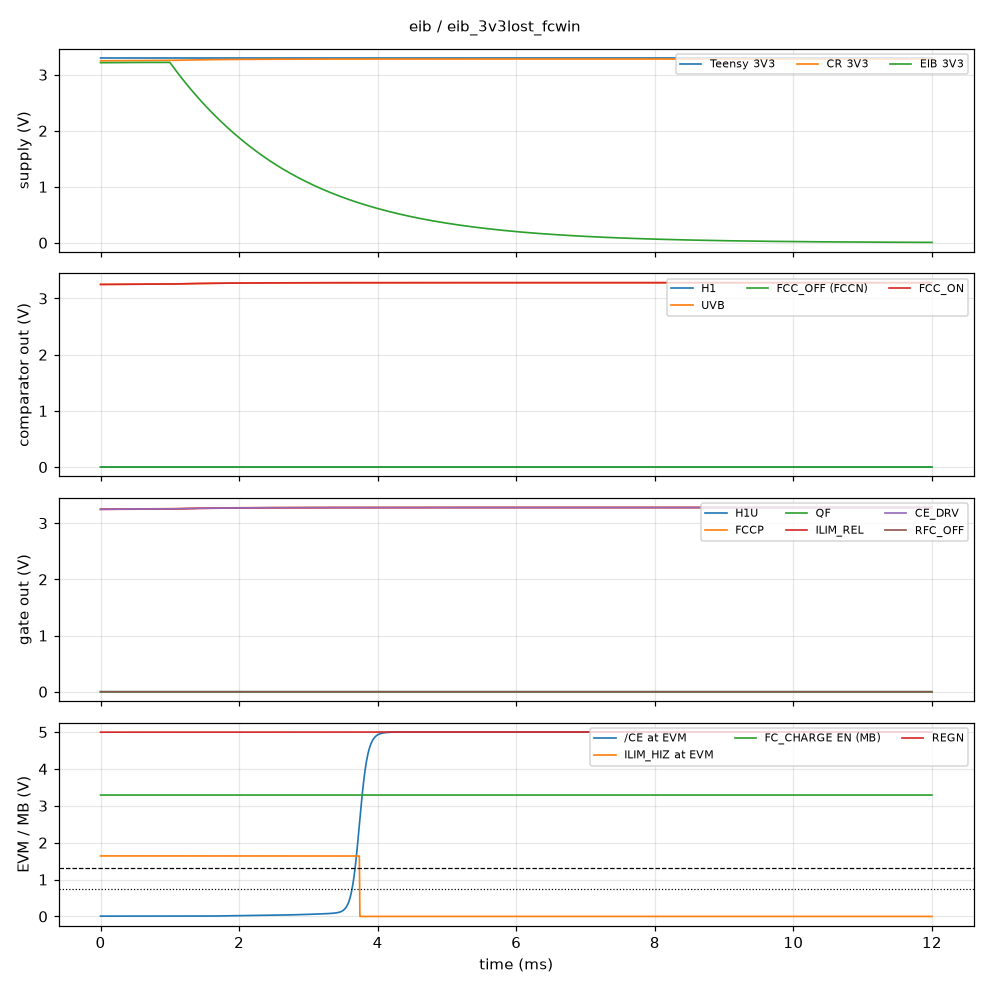 eib / eib_3v3lost_fcwin
Teensy 3V3 CR 3V3 EIB 3V3
supply (V)
3
2
1
0
H1 FCC_OFF (FCCN) FCC_ON
UVB
comparator out (V)
3
2
1
0
H1U QF CE_DRV
FCCP ILIM_REL RFC_OFF
gate out (V)
3
2
1
0
/CE at EVM FC_CHARGE EN (MB) REGN
ILIM_HIZ at EVM
EVM / MB (V)
5
4
3
2
1
0
0 2 4 6 8 10 12
time (ms)